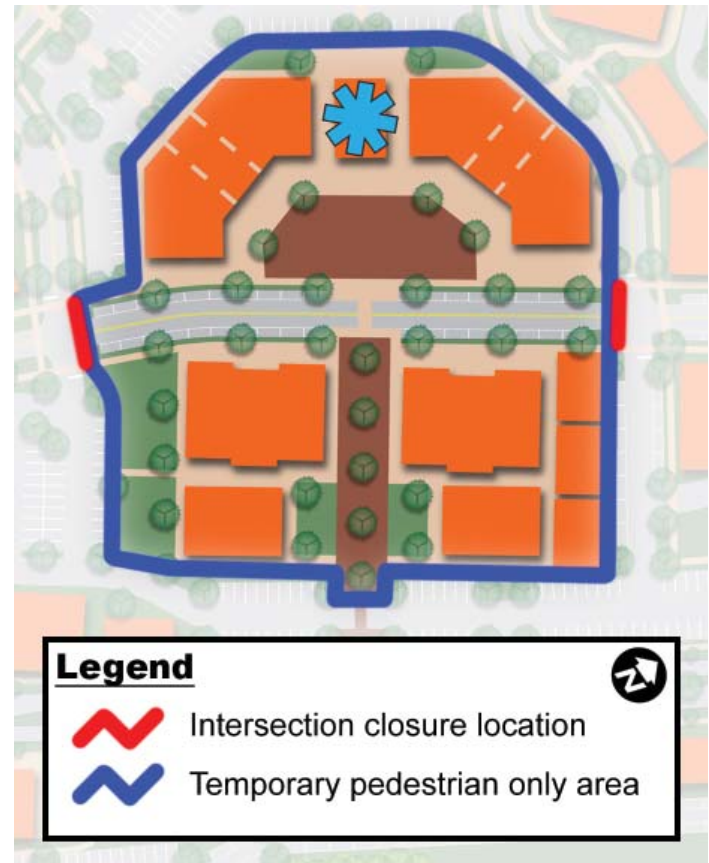 Legend
N
Intersection closure location
Temporary pedestrian only area